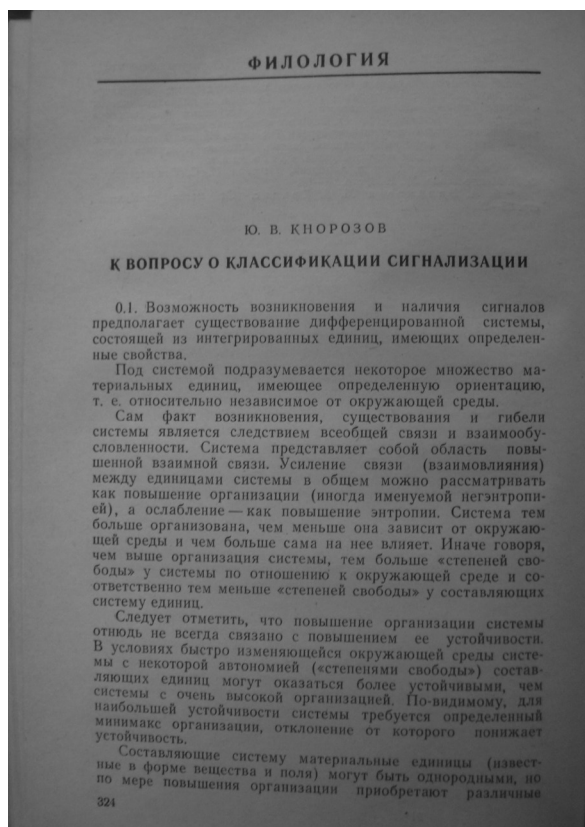 ФИЛОЛОГИЯ
Ю. В. КНОРОЗОВ
К ВОПРОСУ О КЛАССИФИКАЦИИ СИГНАЛИЗАЦИИ
0.1. Возможность возникновения и наличия сигналов
предполагает существование дифференцированной системы,
состоящей из интегрированных единиц, имеющих определен-
ные свойства.
Под системой подразумевается некоторое множество ма-
териальных единиц, имеющее определенную ориентацию,
т. е. относительно независимое от окружающей среды.
Сам факт возникновения, существования и гибели
системы является следствием всеобщей связи и взаимообу-
словленности. Система представляет собой область повы-
шенной взаимной связи. Усиление связи (взаимовлияния)
между единицами системы в общем можно рассматривать
как повышение организации (иногда именуемой негэнтропи-
ей), а ослабление — как повышение энтропии. Система тем
больше организована, чем меньше она зависит от окружаю-
щей среды и чем больше сама на нее влияет. Иначе говоря,
чем выше организация системы, тем больше «степеней сво-
боды» у системы по отношению к окружающей среде и со-
ответственно тем меньше «степеней свободы» у составляющих
систему единиц.
Следует отметить, что повышение организации системы
отнюдь не всегда связано с повышением ее устойчивости.
В условиях быстро изменяющейся окружающей среды систе-
мы с некоторой автономией («степенями свободы») состав-
ляющих единиц могут оказаться более устойчивыми, чем
системы с очень высокой организацией. По-видимому, для
наибольшей устойчивости системы требуется определенный
минимакс организации, отклонение от которого понижает
устойчивость.
Составляющие систему материальные единицы (извест-
ные в форме вещества и поля) могут быть однородными, но
по мере повышения организации приобретают различные
324